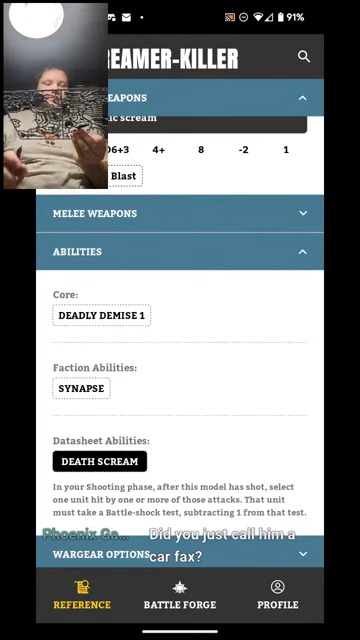 91%
REAMER-KILLER
EAPONS
ic scream
D6+3 4+ 8 -2 1
Blast
MELEE WEAPONS
ABILITIES
Core:
DEADLY DEMISE 1
Faction Abilities:
SYNAPSE
Datasheet Abilities:
DEATH SCREAM
In your Shooting phase, after this model has shot, select
one unit hit by one or more of those attacks. That unit
must take a Battle-shock test, subtracting 1 from that test.
Phoenix Ga... Did you just call him a
car fax?
WARGEAR OPTIONS
REFERENCE BATTLE FORGE PROFILE